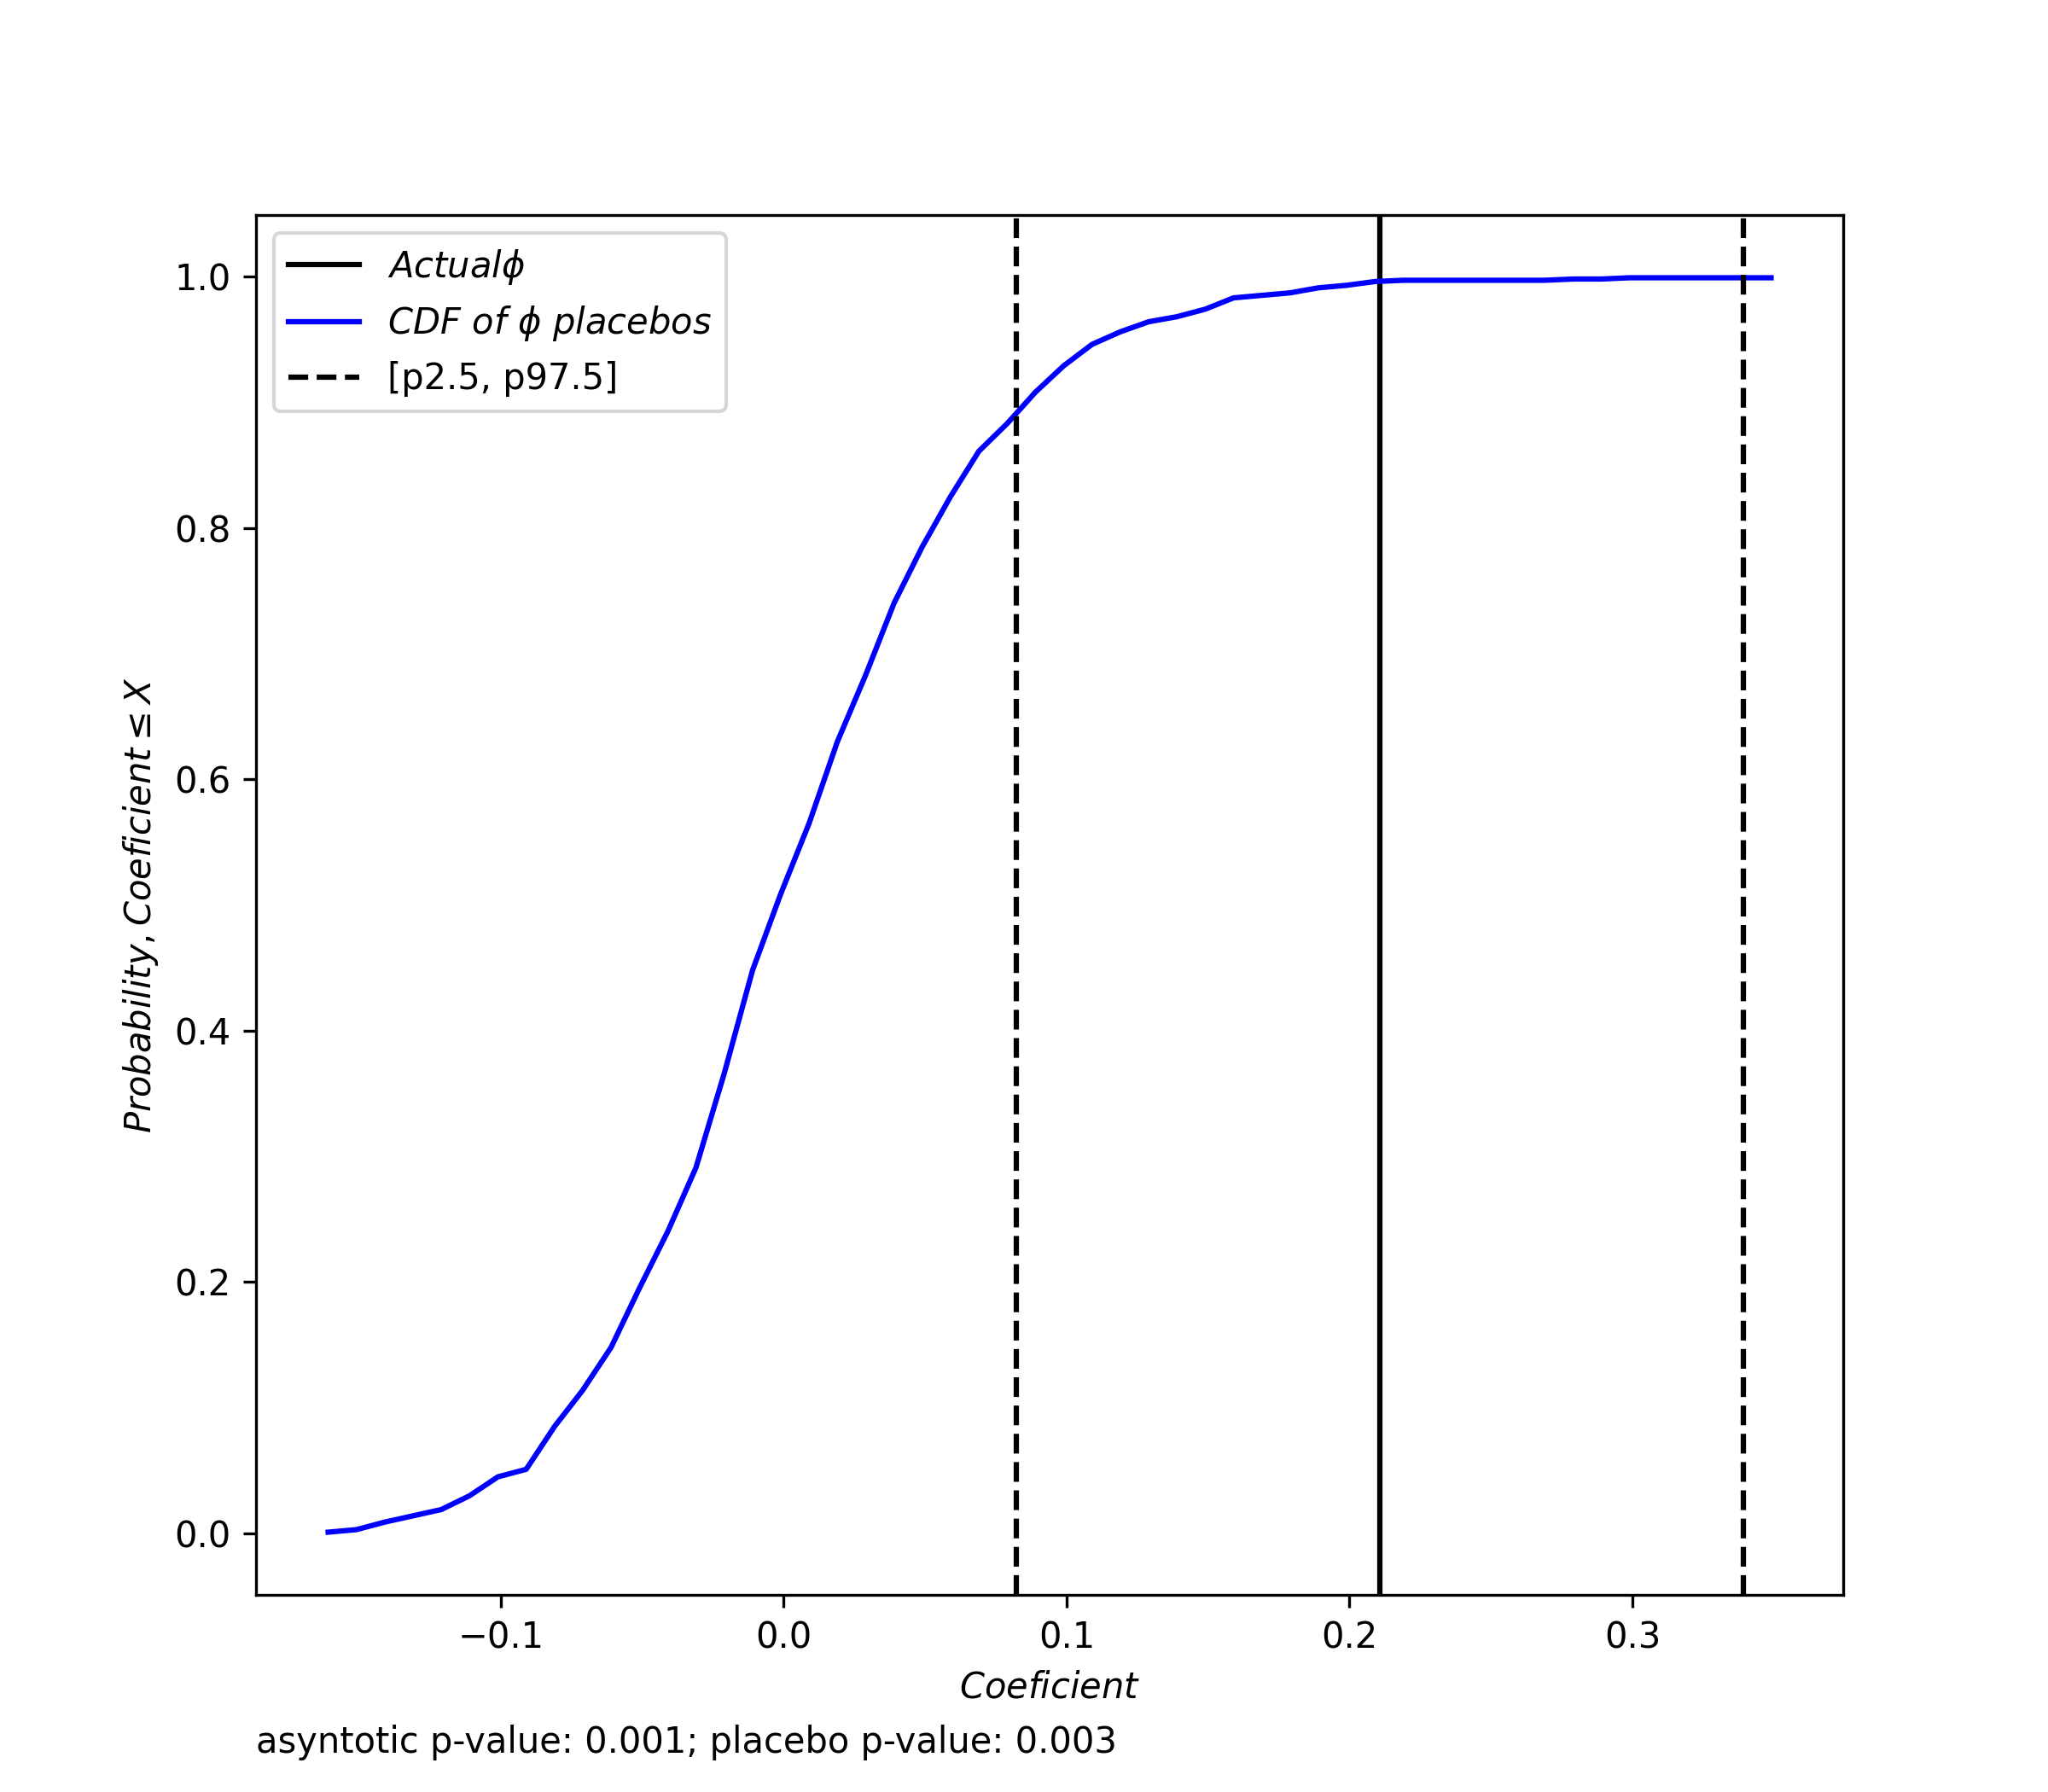 Actualϕ
CDF of ϕ placebos
[p2.5, p97.5]
1.0
0.8
0.6
0.4
0.2
0.0
Probability, Coeficient ≤ X
−0.1 0.0 0.1 0.2 0.3
Coeficient
asyntotic p-value: 0.001; placebo p-value: 0.003